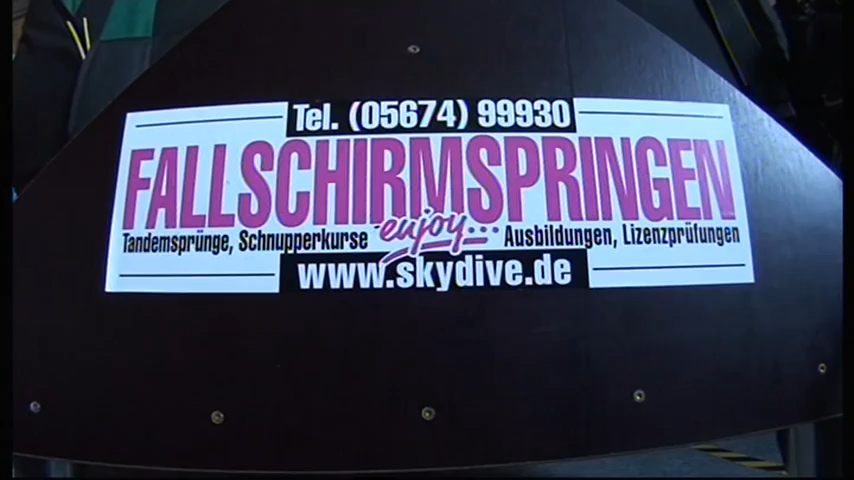 Tel. (05674) 99930
FALLSCHIRMSPRINGEN
Tandemsprünge, Schnupperkurse enjoy... Ausbildungen, Lizenzprüfungen
www.skydive.de